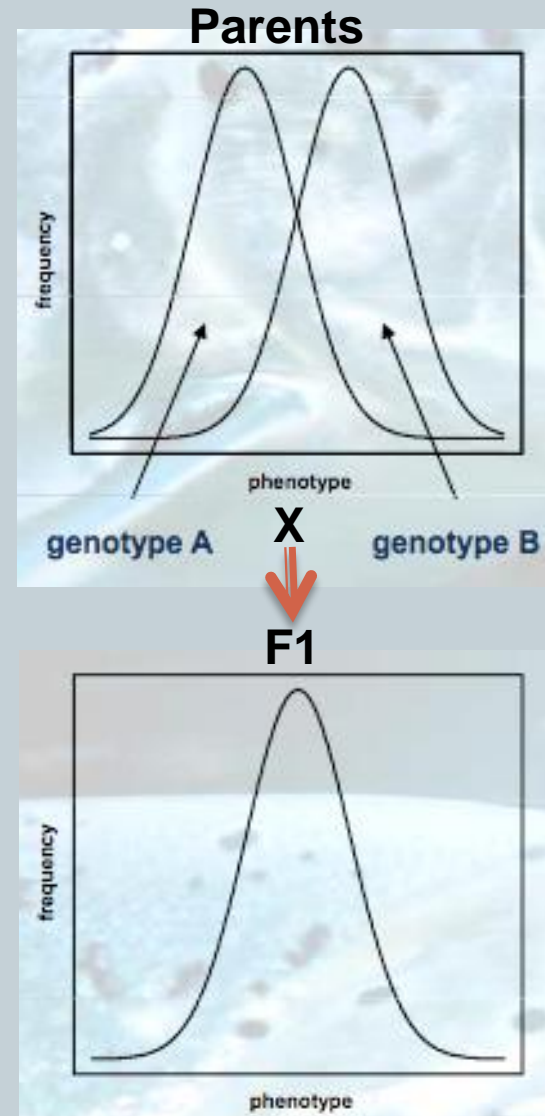 Parents
frequency
phenotype
genotype A
X
genotype B
F1
frequency
phenotype